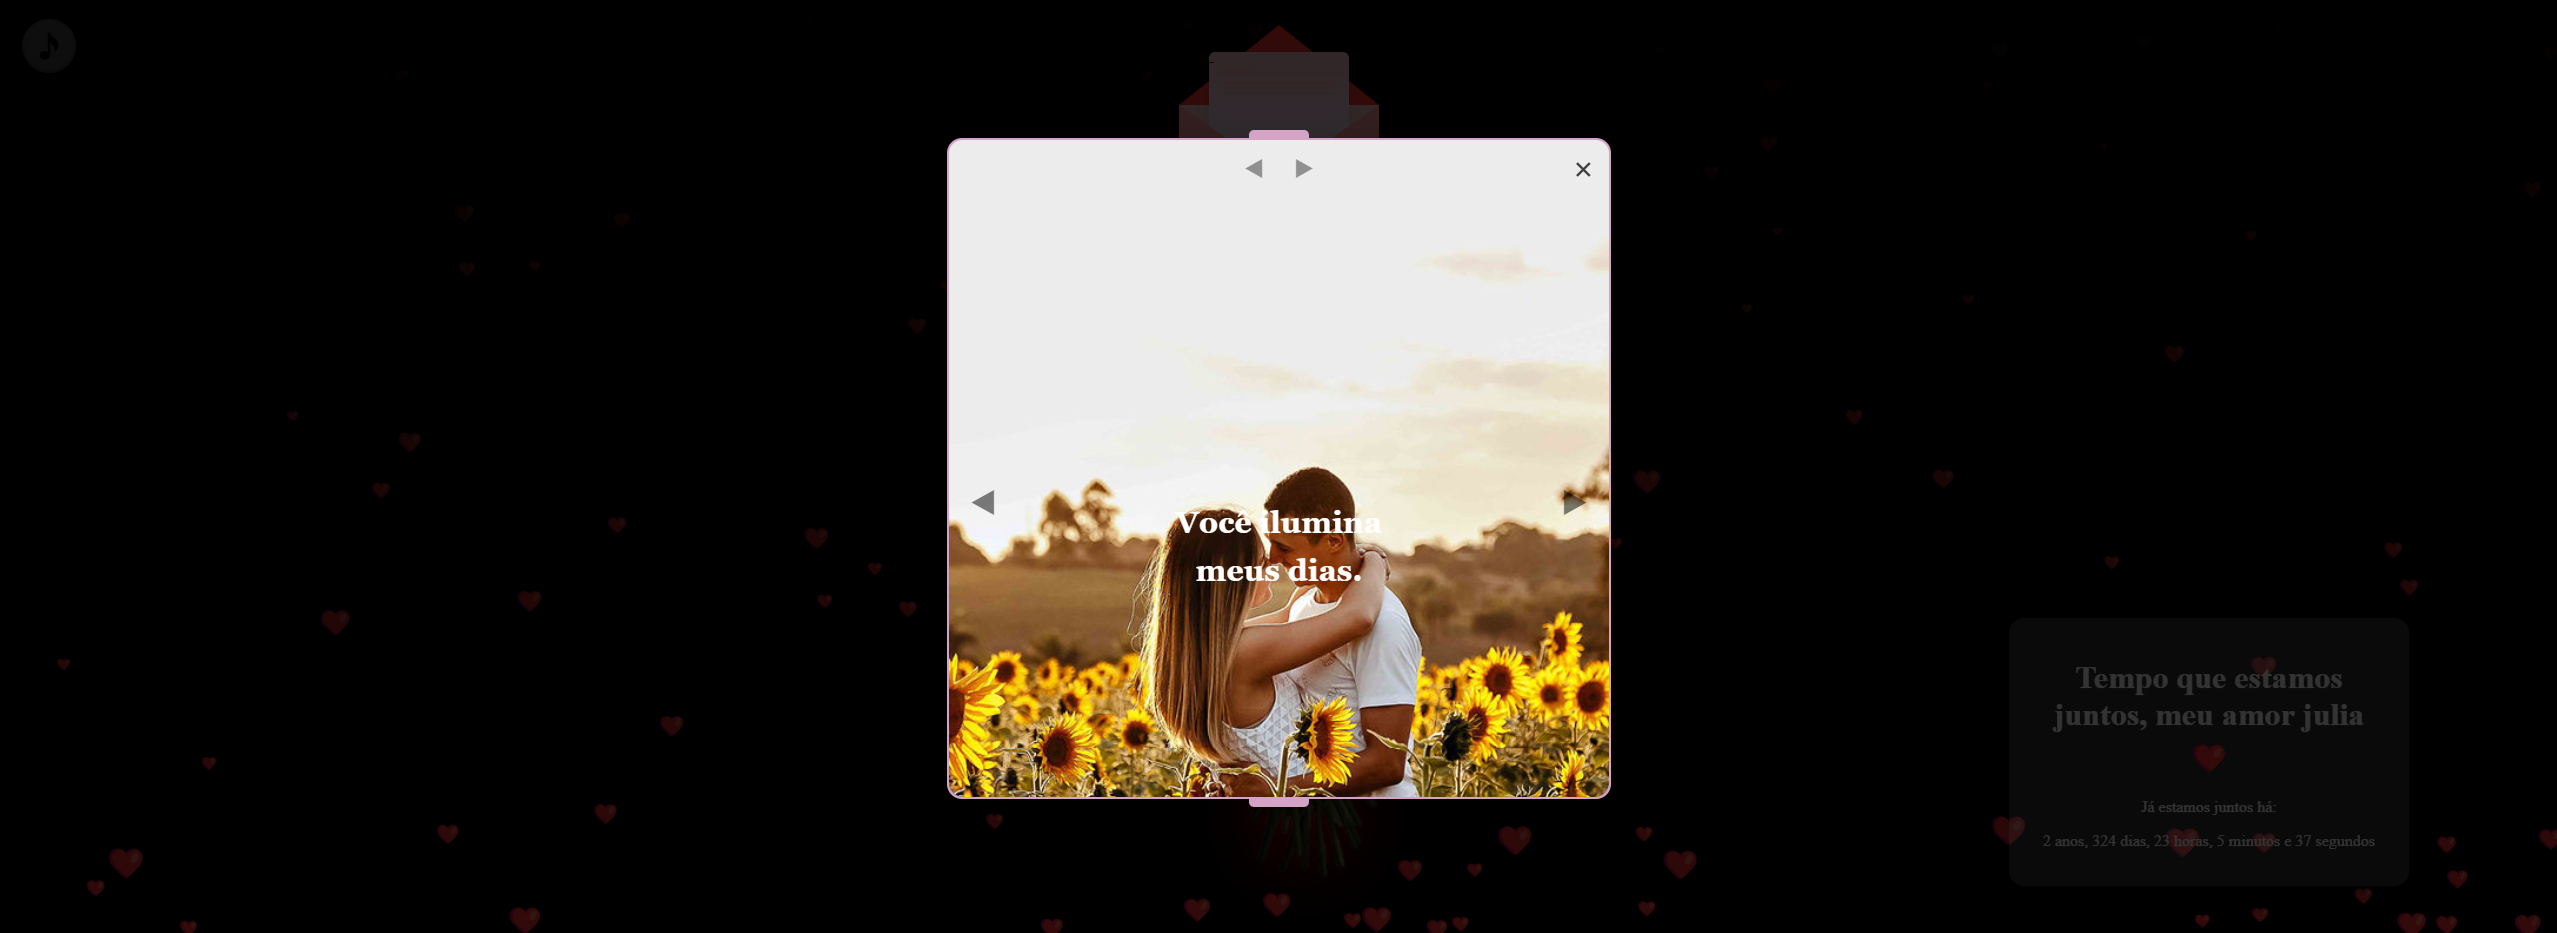 Você ilumina
meus dias.
Tempo que estamos
juntos, meu amor julia
Já estamos juntos há:
2 anos, 324 dias, 23 horas, 5 minutos e 37 segundos